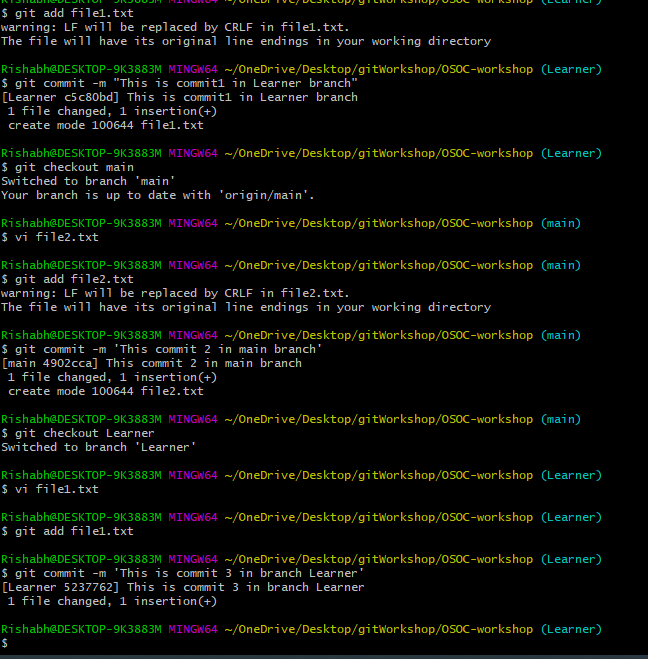 $ git add file1.txt
warning: LF will be replaced by CRLF in file1.txt.
The file will have its original line endings in your working directory
Rishabh@DESKTOP-9K3883M MINGW64 ~/OneDrive/Desktop/gitWorkshop/OSOC-workshop (Learner)
$ git commit -m "This is commit1 in Learner branch"
[Learner c5c80bd] This is commit1 in Learner branch
 1 file changed, 1 insertion(+)
 create mode 100644 file1.txt
Rishabh@DESKTOP-9K3883M MINGW64 ~/OneDrive/Desktop/gitWorkshop/OSOC-workshop (Learner)
$ git checkout main
Switched to branch 'main'
Your branch is up to date with 'origin/main'.
Rishabh@DESKTOP-9K3883M MINGW64 ~/OneDrive/Desktop/gitWorkshop/OSOC-workshop (main)
$ vi file2.txt
Rishabh@DESKTOP-9K3883M MINGW64 ~/OneDrive/Desktop/gitWorkshop/OSOC-workshop (main)
$ git add file2.txt
warning: LF will be replaced by CRLF in file2.txt.
The file will have its original line endings in your working directory
Rishabh@DESKTOP-9K3883M MINGW64 ~/OneDrive/Desktop/gitWorkshop/OSOC-workshop (main)
$ git commit -m 'This commit 2 in main branch'
[main 4902cca] This commit 2 in main branch
 1 file changed, 1 insertion(+)
 create mode 100644 file2.txt
Rishabh@DESKTOP-9K3883M MINGW64 ~/OneDrive/Desktop/gitWorkshop/OSOC-workshop (main)
$ git checkout Learner
Switched to branch 'Learner'
Rishabh@DESKTOP-9K3883M MINGW64 ~/OneDrive/Desktop/gitWorkshop/OSOC-workshop (Learner)
$ vi file1.txt
Rishabh@DESKTOP-9K3883M MINGW64 ~/OneDrive/Desktop/gitWorkshop/OSOC-workshop (Learner)
$ git add file1.txt
Rishabh@DESKTOP-9K3883M MINGW64 ~/OneDrive/Desktop/gitWorkshop/OSOC-workshop (Learner)
$ git commit -m 'This is commit 3 in branch Learner'
[Learner 5237762] This is commit 3 in branch Learner
 1 file changed, 1 insertion(+)
Rishabh@DESKTOP-9K3883M MINGW64 ~/OneDrive/Desktop/gitWorkshop/OSOC-workshop (Learner)
$